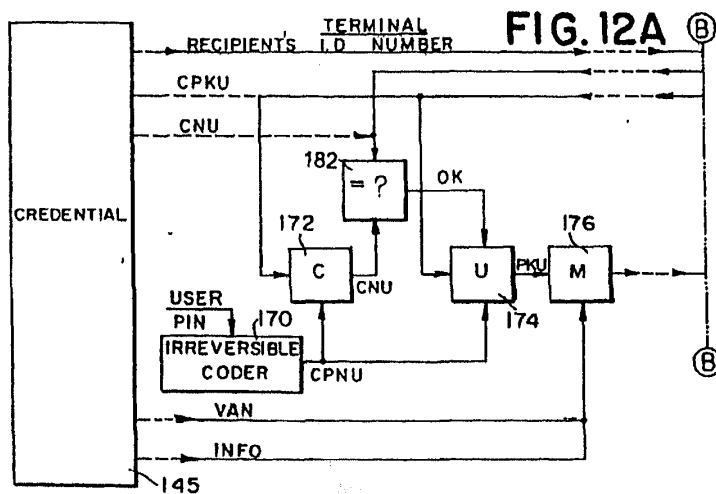 FIG. 12A
TERMINAL
RECIPIENT'S I.D NUMBER
B
CPKU
CNU
182
= ?
OK
CREDENTIAL
172
C
CNU
176
U
PKU
M
174
USER
PIN
170
IRREVERSIBLE
CODER
CPNU
B
VAN
INFO
145